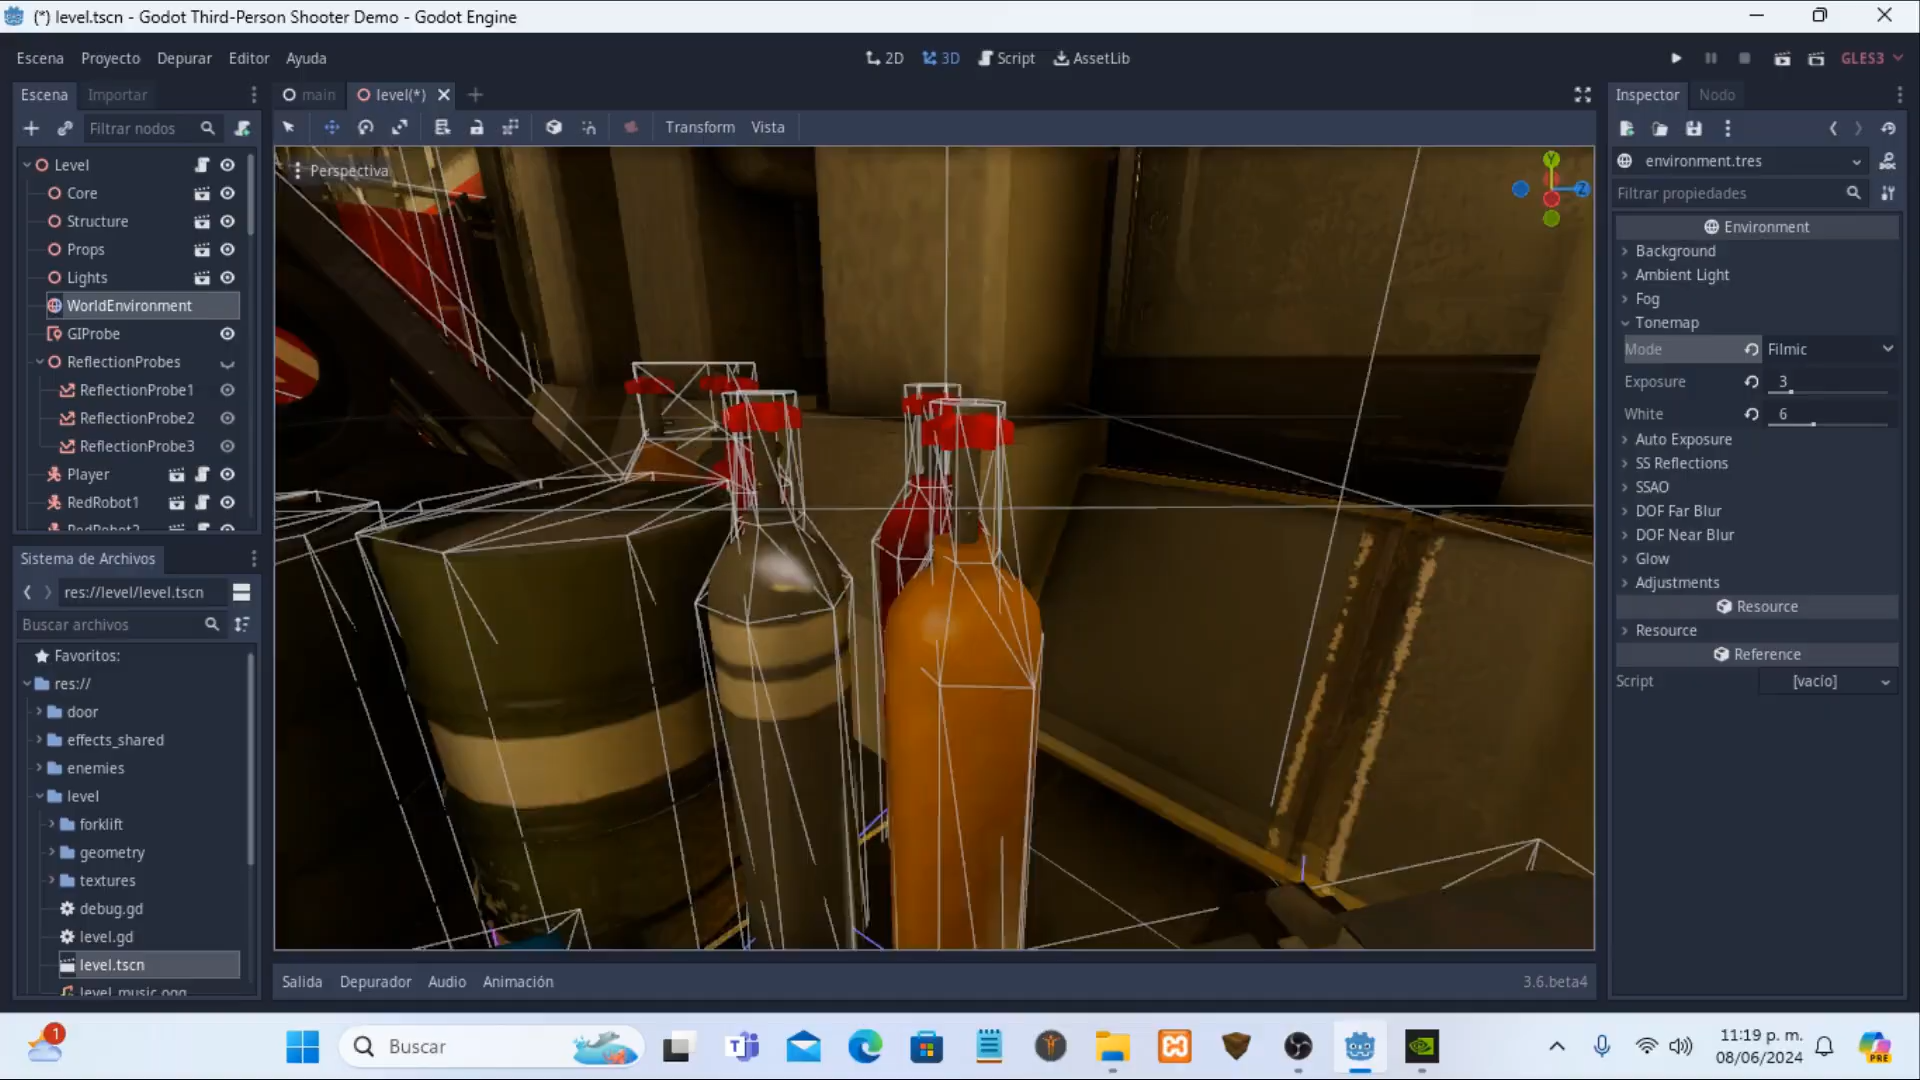 (*) level.tscn - Godot Third-Person Shooter Demo - Godot Engine
Escena Proyecto Depurar Editor Ayuda
2D 3D Script AssetLib
GLES3
Escena Importar
main level(*)
Inspector Nodo
Filtrar nodos
Transform Vista
Level
Core
Structure
Props
Lights
WorldEnvironment
GIProbe
ReflectionProbes
ReflectionProbe1
ReflectionProbe2
ReflectionProbe3
Player
RedRobot1
RedRobot2
Perspectiva
Y
Z
environment.tres
Filtrar propiedades
Environment
Background
Ambient Light
Fog
Tonemap
Mode Filmic
Exposure 3
White 6
Auto Exposure
SS Reflections
SSAO
DOF Far Blur
DOF Near Blur
Glow
Adjustments
Resource
Resource
Reference
Script [vacío]
Sistema de Archivos
res://level/level.tscn
Buscar archivos
Favoritos:
res://
door
effects_shared
enemies
level
forklift
geometry
textures
debug.gd
level.gd
level.tscn
level_music.ogg
Salida Depurador Audio Animación
3.6.beta4
1
Buscar
11:19 p. m.
08/06/2024
PRE